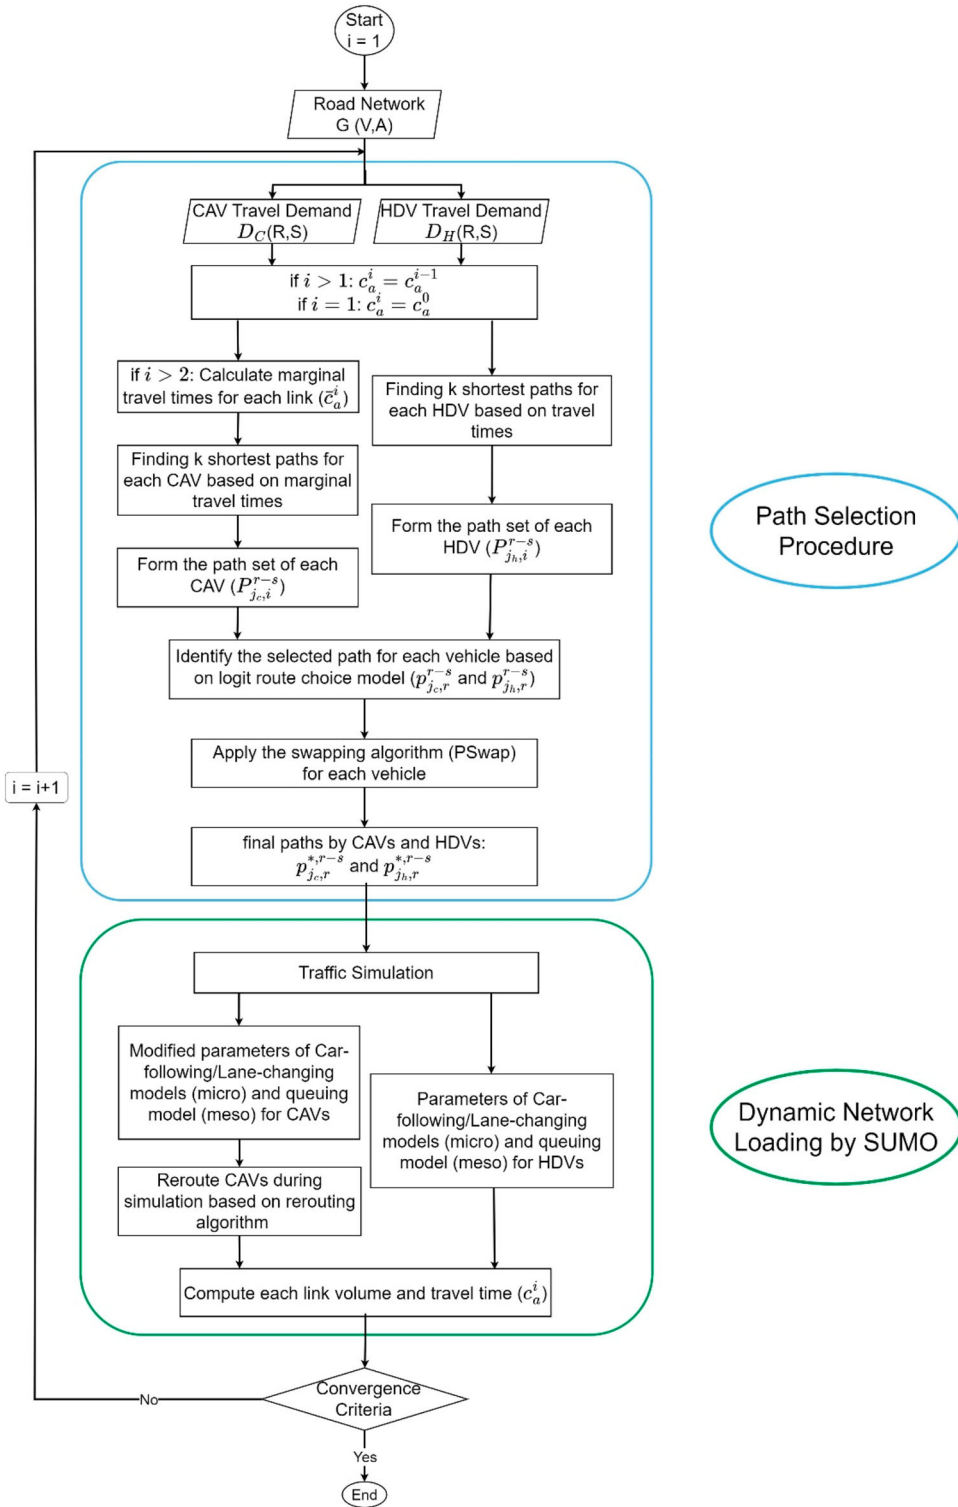 Start
i = 1
Road Network
G (V,A)
CAV Travel Demand
D_C(R,S)
HDV Travel Demand
D_H(R,S)
if i > 1: c_a^i = c_a^{i-1}
if i = 1: c_a^i = c_a^0
if i > 2: Calculate marginal
travel times for each link (c̄_a^i)
Finding k shortest paths for
each HDV based on travel
times
Finding k shortest paths for
each CAV based on marginal
travel times
Form the path set of each
HDV (P_{j_h,i}^{r-s})
Form the path set of each
CAV (P_{j_c,i}^{r-s})
Path Selection
Procedure
Identify the selected path for each vehicle based
on logit route choice model (p_{j_c,r}^{r-s} and p_{j_h,r}^{r-s})
Apply the swapping algorithm (PSwap)
for each vehicle
i = i+1
final paths by CAVs and HDVs:
p_{j_c,r}^{*,r-s} and p_{j_h,r}^{*,r-s}
Traffic Simulation
Modified parameters of Car-
following/Lane-changing
models (micro) and queuing
model (meso) for CAVs
Parameters of Car-
following/Lane-changing
models (micro) and queuing
model (meso) for HDVs
Dynamic Network
Loading by SUMO
Reroute CAVs during
simulation based on rerouting
algorithm
Compute each link volume and travel time (c_a^i)
Convergence
Criteria
No
Yes
End